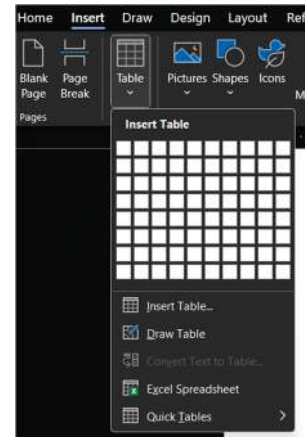 Home Insert Draw Design Layout Ref
Blank Page Table Pictures Shapes Icons
Page Break M
Pages
Insert Table
Insert Table...
Draw Table
Convert Text to Table...
Excel Spreadsheet
Quick Tables